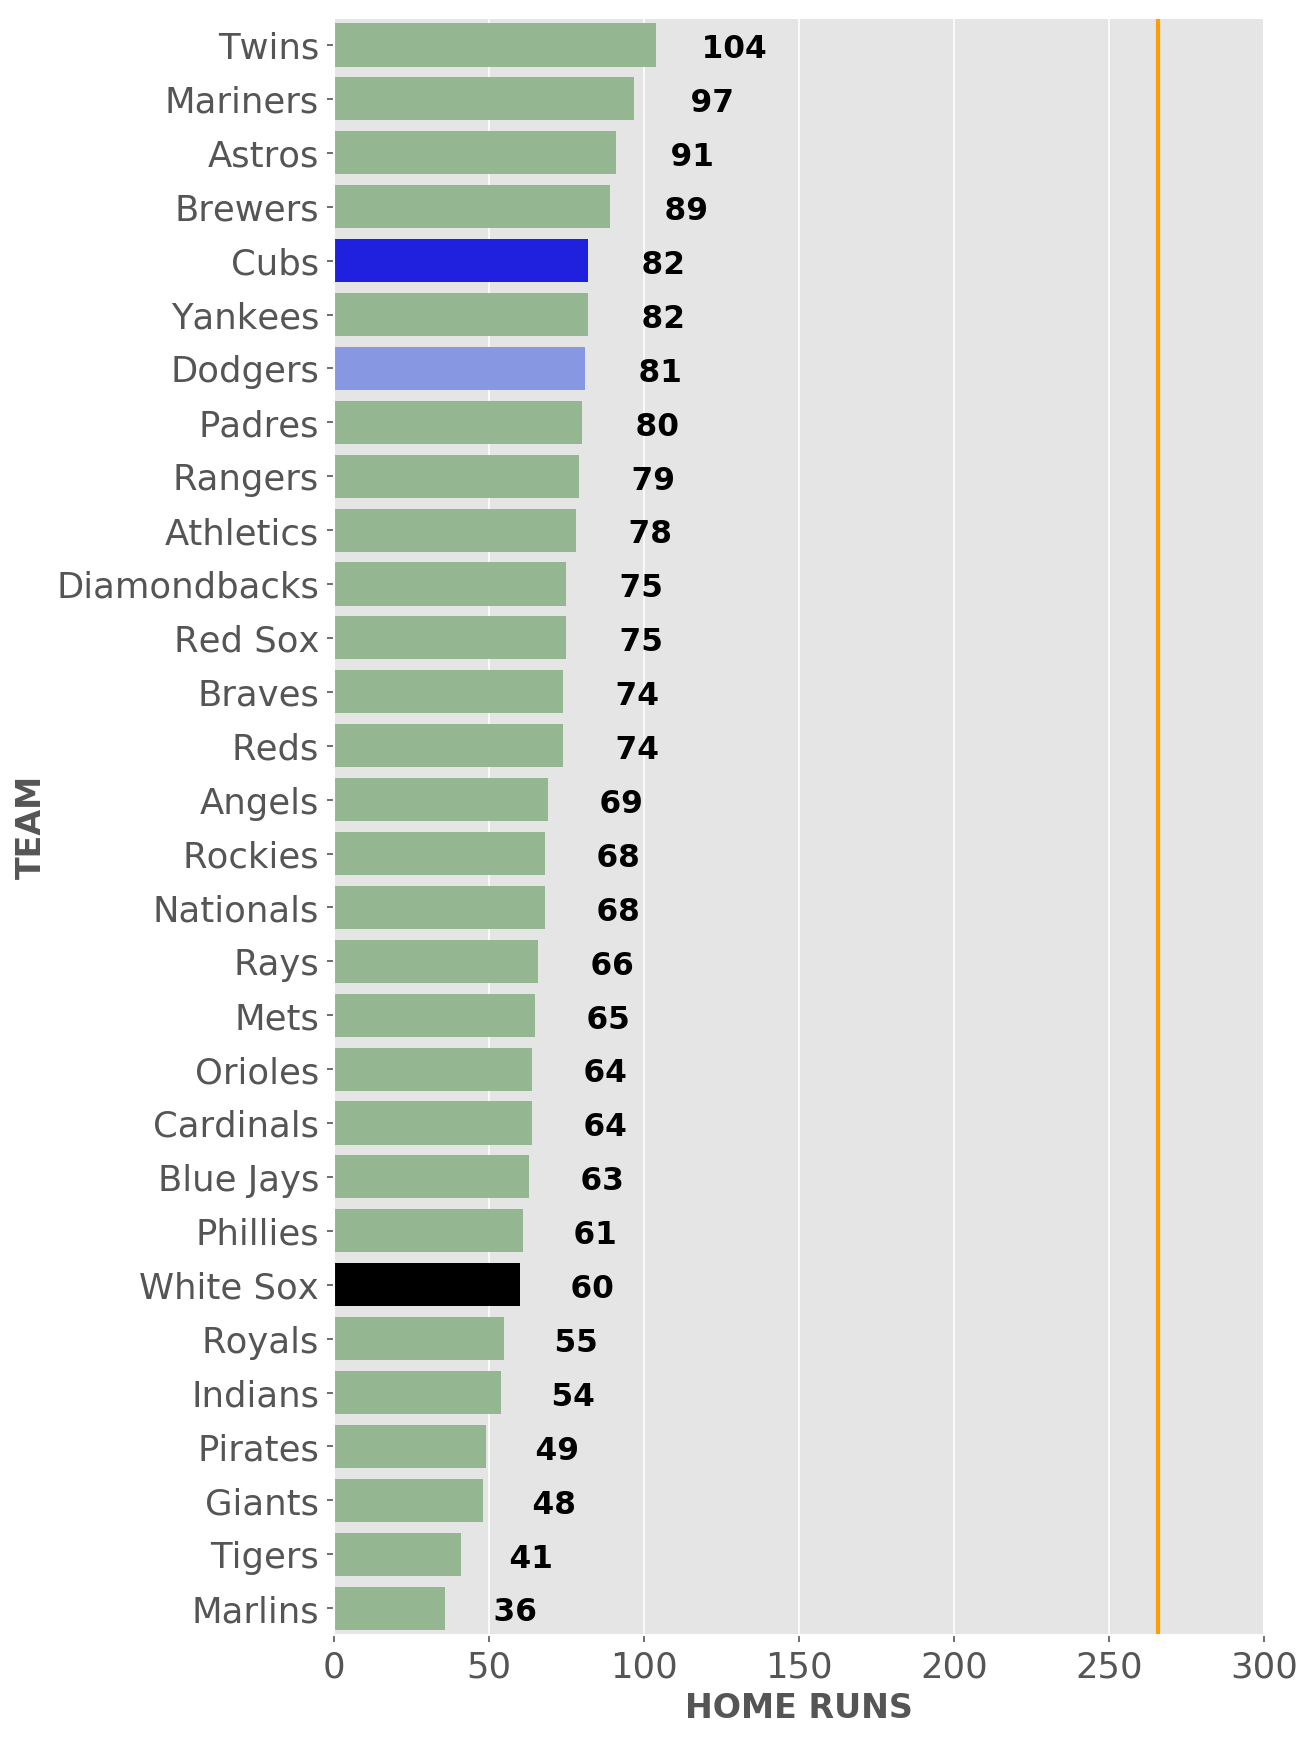 Twins 104
Mariners 97
Astros 91
Brewers 89
Cubs 82
Yankees 82
Dodgers 81
Padres 80
Rangers 79
Athletics 78
Diamondbacks 75
Red Sox 75
Braves 74
Reds 74
Angels 69
Rockies 68
Nationals 68
Rays 66
Mets 65
Orioles 64
Cardinals 64
Blue Jays 63
Phillies 61
White Sox 60
Royals 55
Indians 54
Pirates 49
Giants 48
Tigers 41
Marlins 36
TEAM
0 50 100 150 200 250 300
HOME RUNS